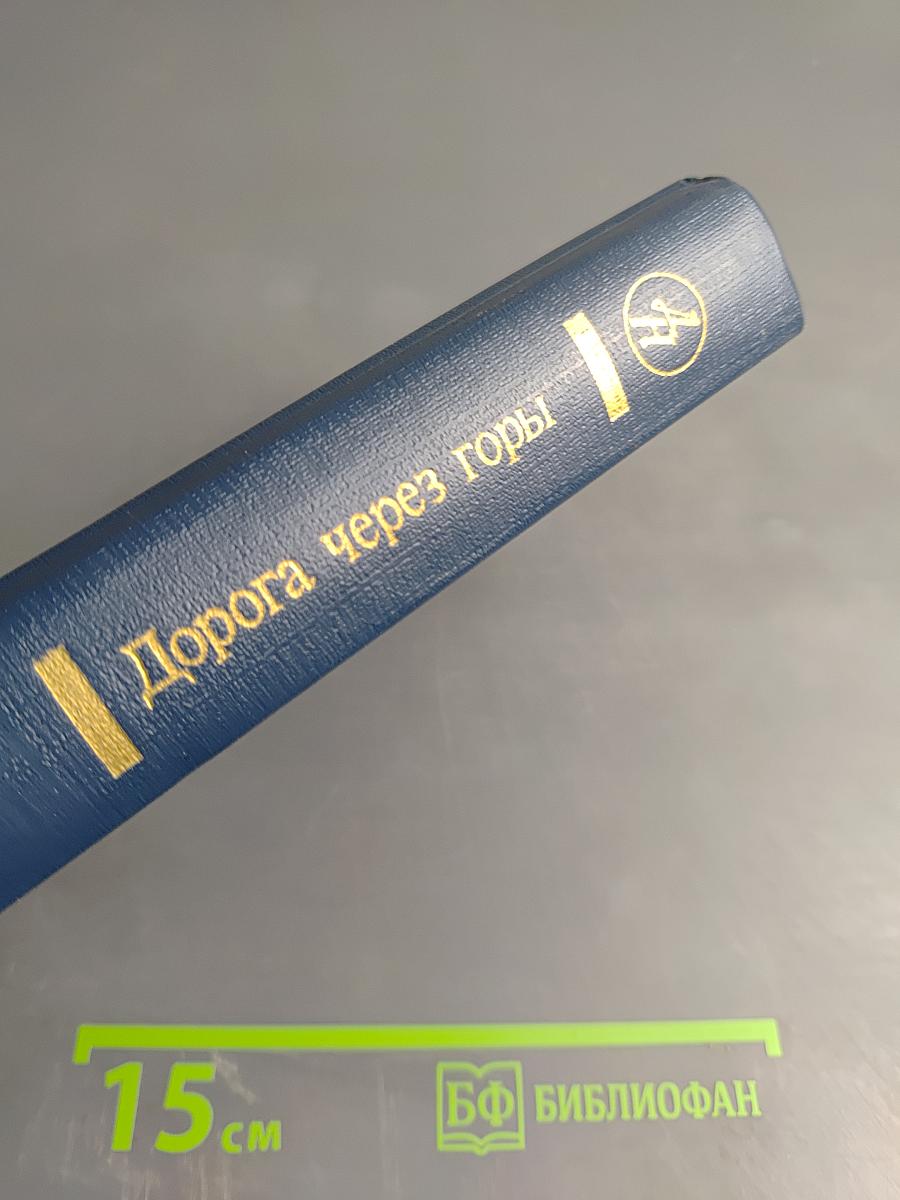 Дорога через горы
15 см
БФ БИБЛИОФАН